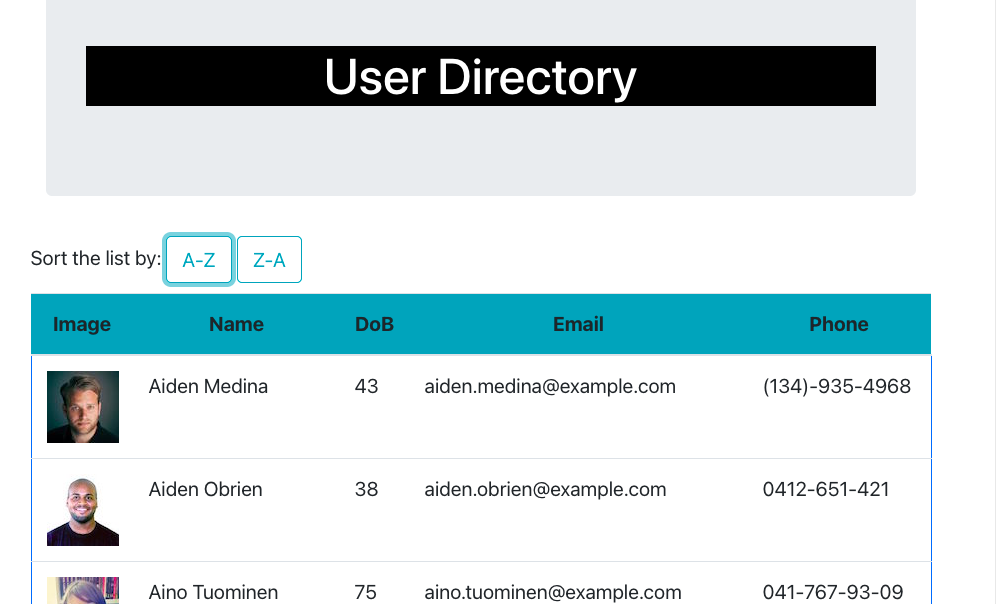 User Directory
Sort the list by: A-Z Z-A
Image Name DoB Email Phone
Aiden Medina 43 aiden.medina@example.com (134)-935-4968
Aiden Obrien 38 aiden.obrien@example.com 0412-651-421
Aino Tuominen 75 aino.tuominen@example.com 041-767-93-09